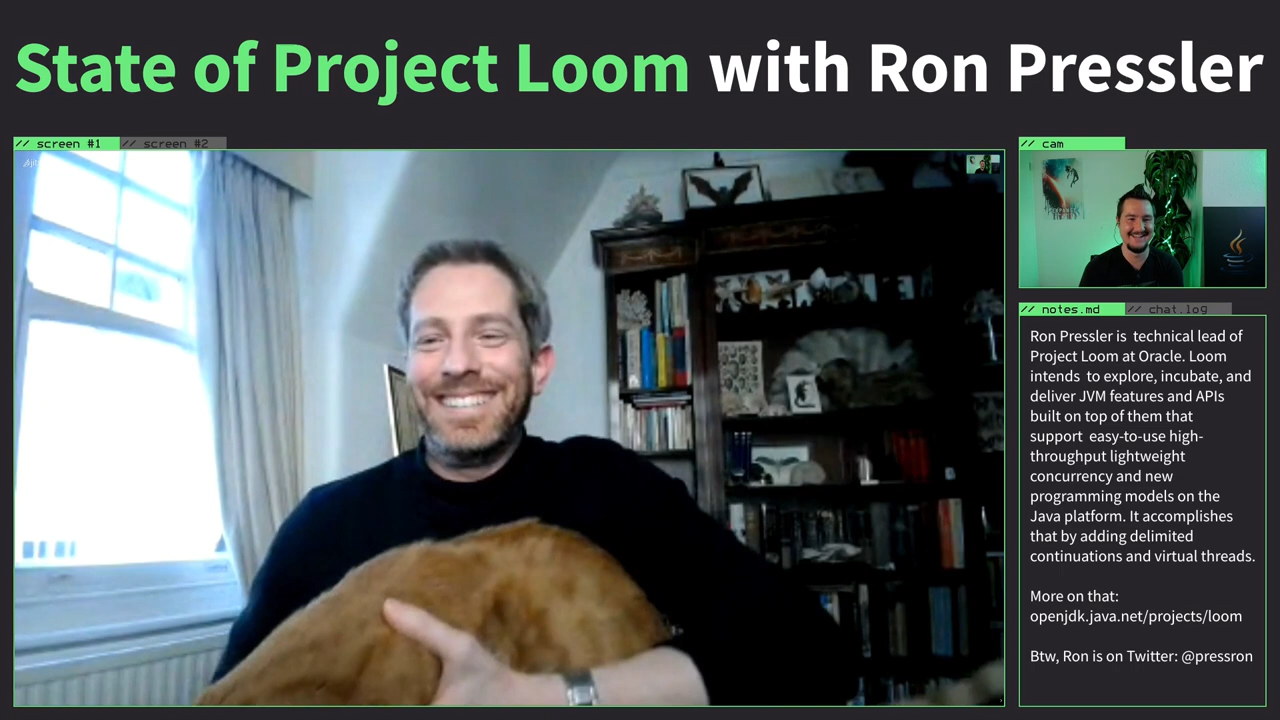 State of Project Loom with Ron Pressler
// screen #1
// screen #2
// cam
// notes.md
// chat.log
Ron Pressler is technical lead of
Project Loom at Oracle. Loom
intends to explore, incubate, and
deliver JVM features and APIs
built on top of them that
support easy-to-use high-
throughput lightweight
concurrency and new
programming models on the
Java platform. It accomplishes
that by adding delimited
continuations and virtual threads.
More on that:
openjdk.java.net/projects/loom
Btw, Ron is on Twitter: @pressron